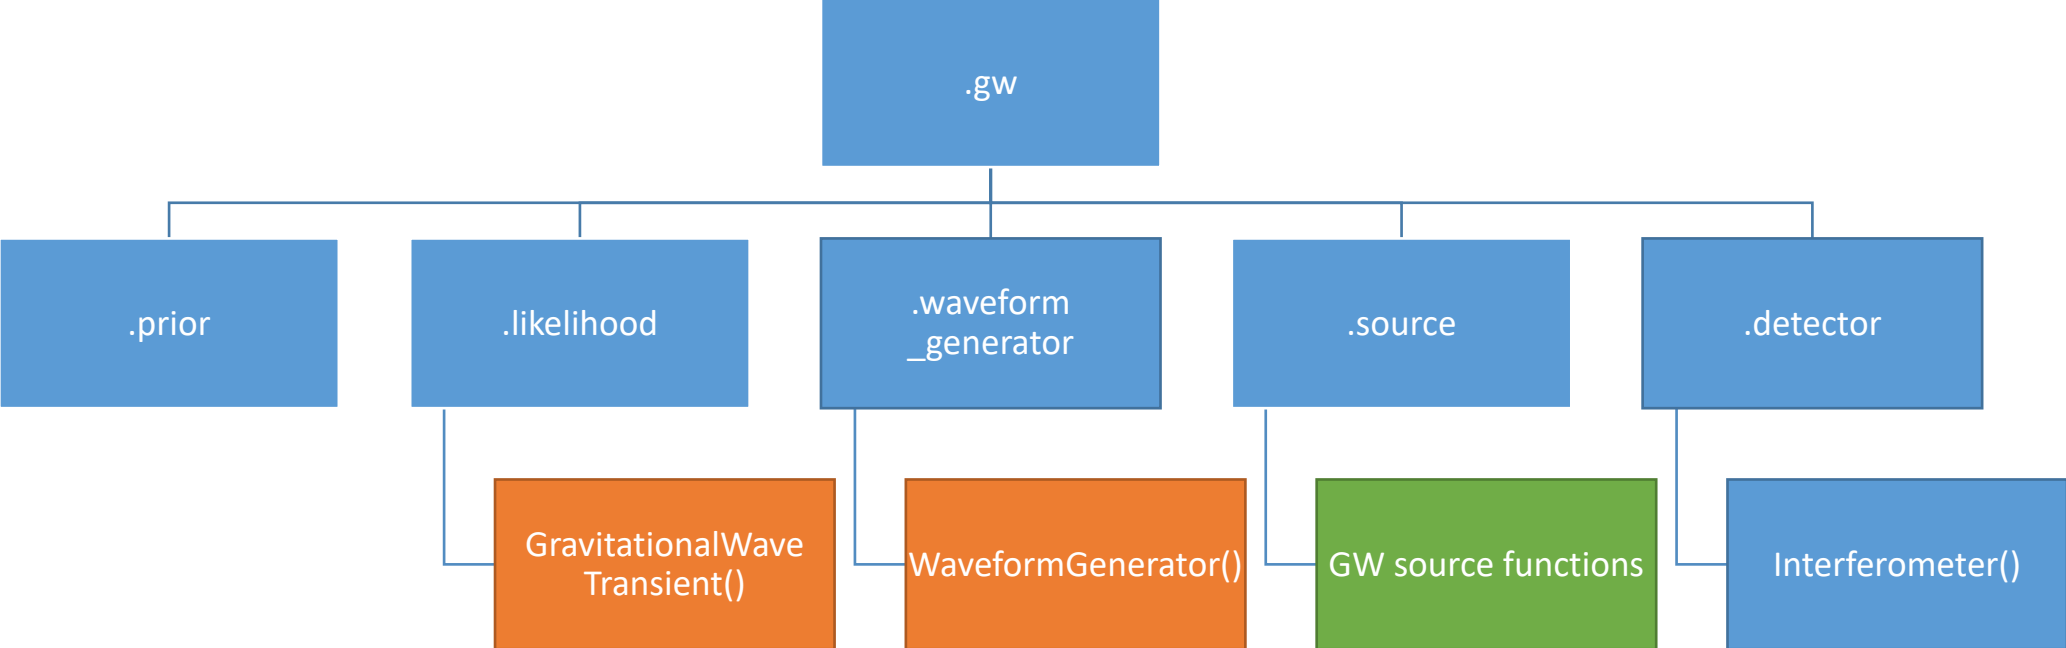 .gw
.prior
.likelihood
.waveform
_generator
.source
.detector
GravitationalWave
Transient()
WaveformGenerator()
GW source functions
Interferometer()